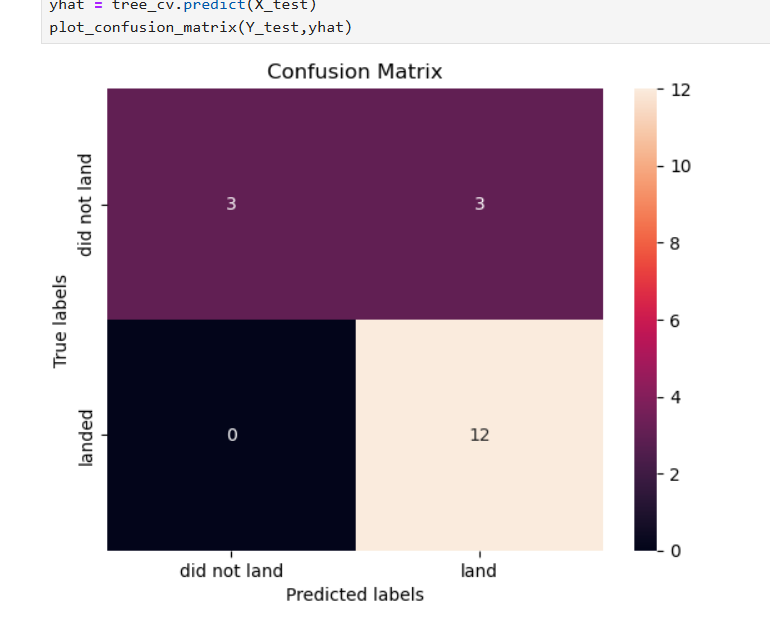 yhat = tree_cv.predict(X_test)
plot_confusion_matrix(Y_test,yhat)
Confusion Matrix
did not land
landed
True labels
3
3
0
12
did not land
land
Predicted labels
12
10
8
6
4
2
0